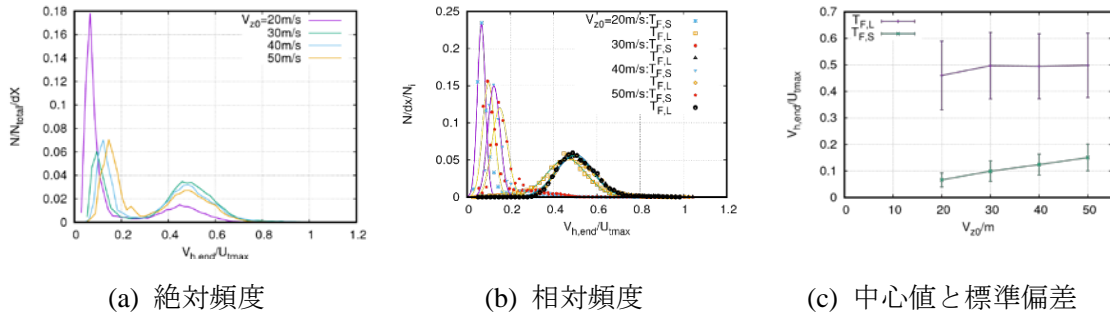 V_z0=20m/s
30m/s
40m/s
50m/s
0.18
0.16
0.14
0.12
0.10
0.08
0.06
0.04
0.02
0
0 0.2 0.4 0.6 0.8 1.0 1.2
N/N_total/dX
V_h,end/U_tmax
(a) 絶対頻度
V_z0=20m/s:T_F,S
T_F,L
30m/s:T_F,S
T_F,L
40m/s:T_F,S
T_F,L
50m/s:T_F,S
T_F,L
0.25
0.20
0.15
0.10
0.05
0
0 0.2 0.4 0.6 0.8 1.0 1.2
N/dx/N_i
V_h,end/U_tmax
(b) 相対頻度
T_F,L
T_F,S
0.7
0.6
0.5
0.4
0.3
0.2
0.1
0
0 10 20 30 40 50
V_h,end/U_tmax
V_z0/m
(c) 中心値と標準偏差